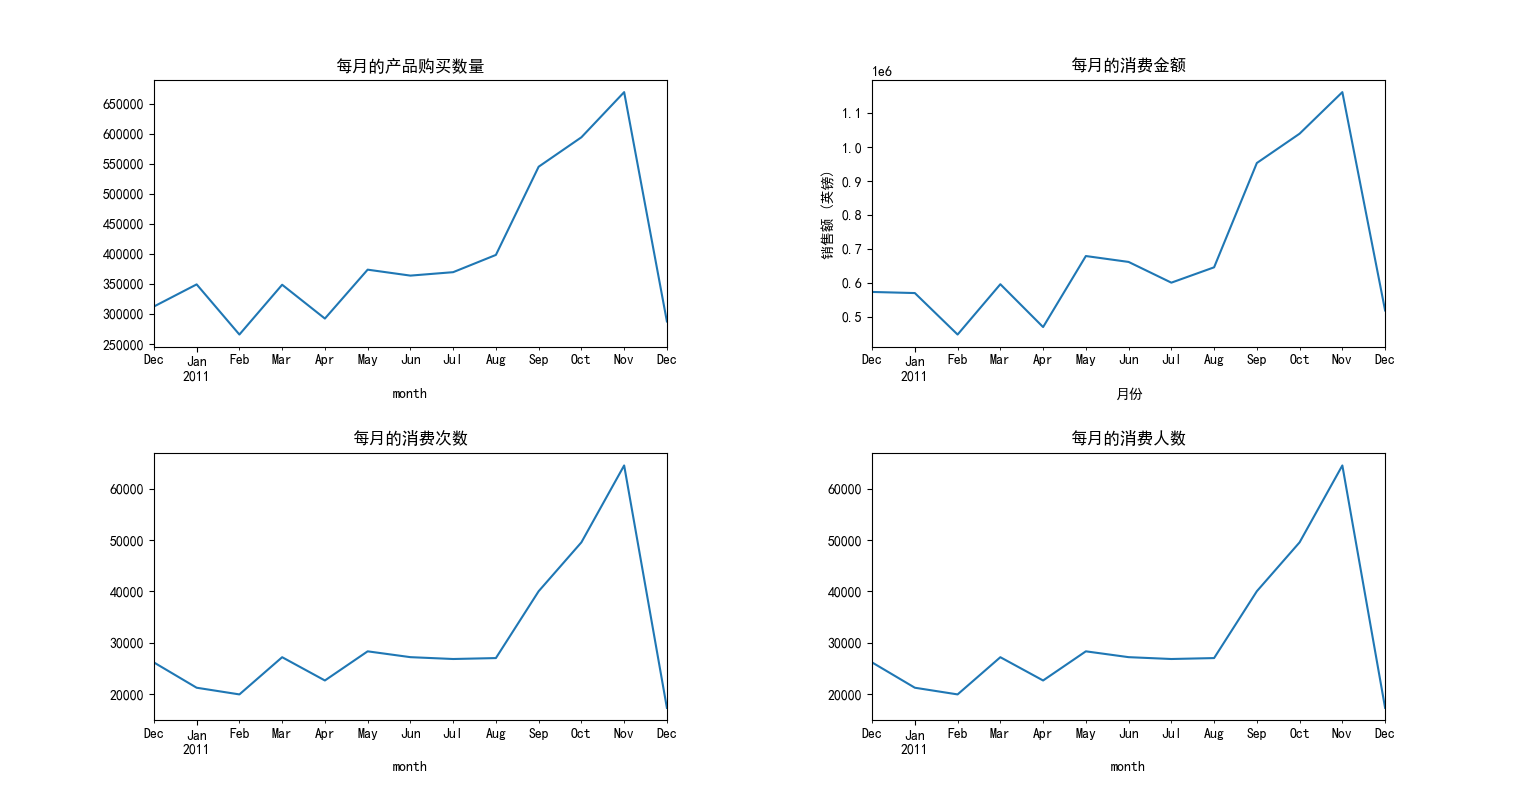 每月的产品购买数量
650000
600000
550000
500000
450000
400000
350000
300000
250000
Dec Jan Feb Mar Apr May Jun Jul Aug Sep Oct Nov Dec
2011
month
每月的消费金额
1e6
1.1
1.0
0.9
0.8
0.7
0.6
0.5
销售额 (英镑)
Dec Jan Feb Mar Apr May Jun Jul Aug Sep Oct Nov Dec
2011
月份
每月的消费次数
60000
50000
40000
30000
20000
Dec Jan Feb Mar Apr May Jun Jul Aug Sep Oct Nov Dec
2011
month
每月的消费人数
60000
50000
40000
30000
20000
Dec Jan Feb Mar Apr May Jun Jul Aug Sep Oct Nov Dec
2011
month